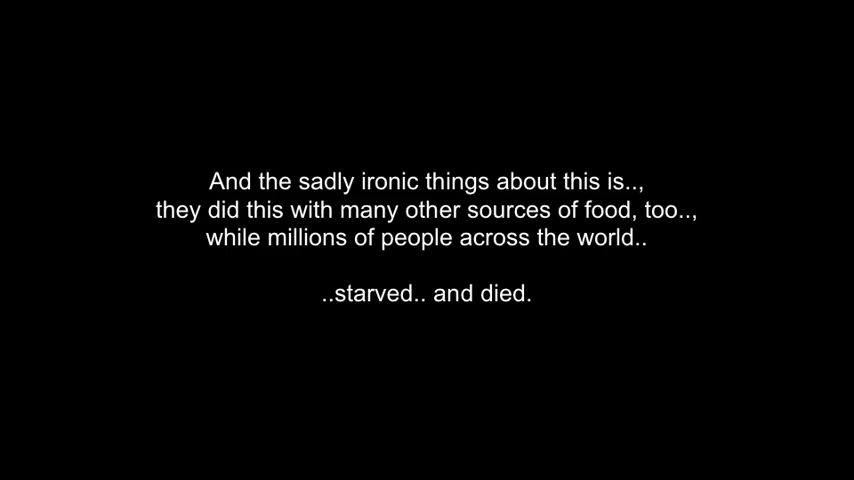 And the sadly ironic things about this is..,
they did this with many other sources of food, too..,
while millions of people across the world..
..starved.. and died.